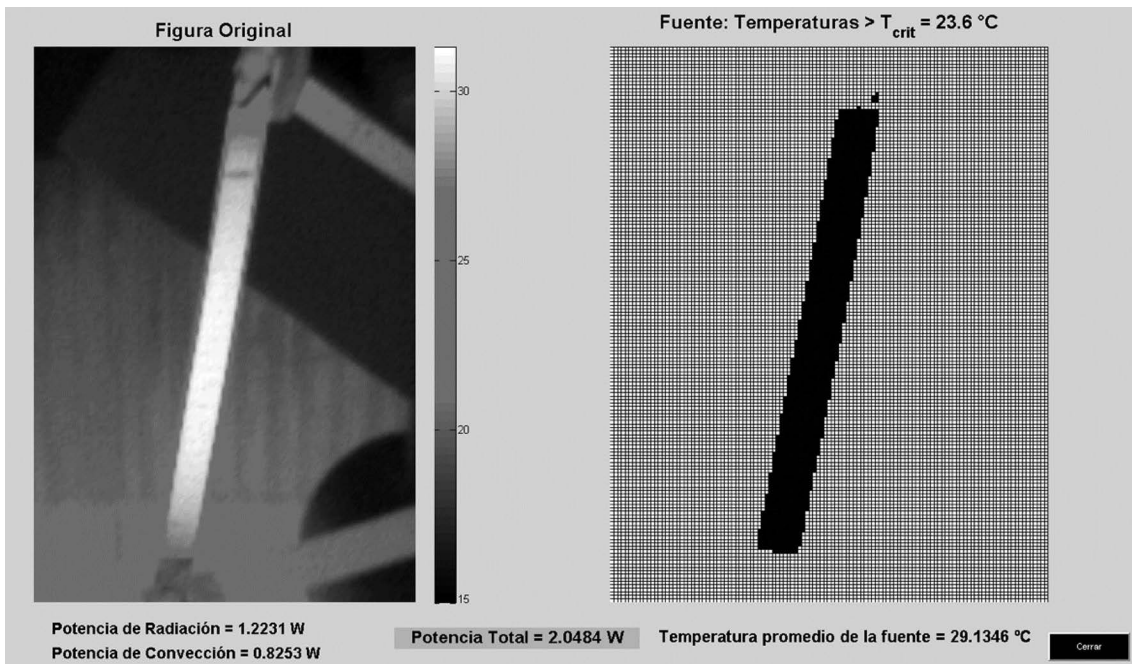 Figura Original
Fuente: Temperaturas > Tcrit = 23.6 °C
30
25
20
15
Potencia de Radiación = 1.2231 W
Potencia de Convección = 0.8253 W
Potencia Total = 2.0484 W
Temperatura promedio de la fuente = 29.1346 ºC
Cerrar